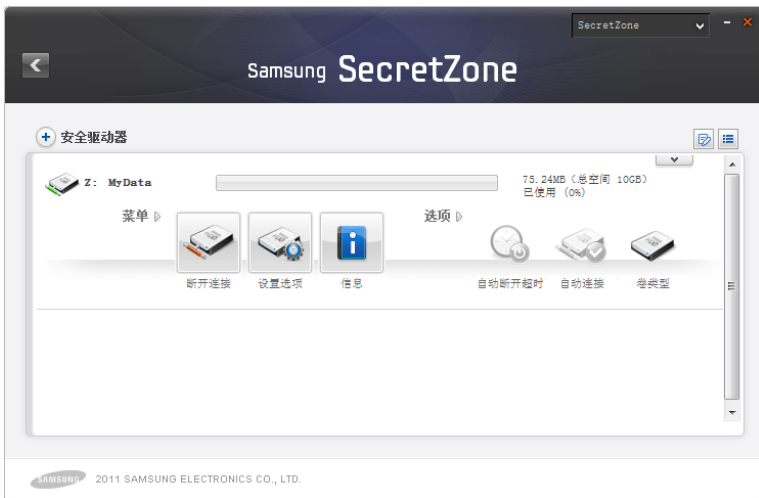 SecretZone
Samsung SecretZone
安全驱动器
Z: MyData
75.24MB (总空间 10GB)
已使用 (0%)
菜单
选项
断开连接
设置选项
信息
自动断开超时
自动连接
卷类型
SAMSUNG
2011 SAMSUNG ELECTRONICS CO., LTD.